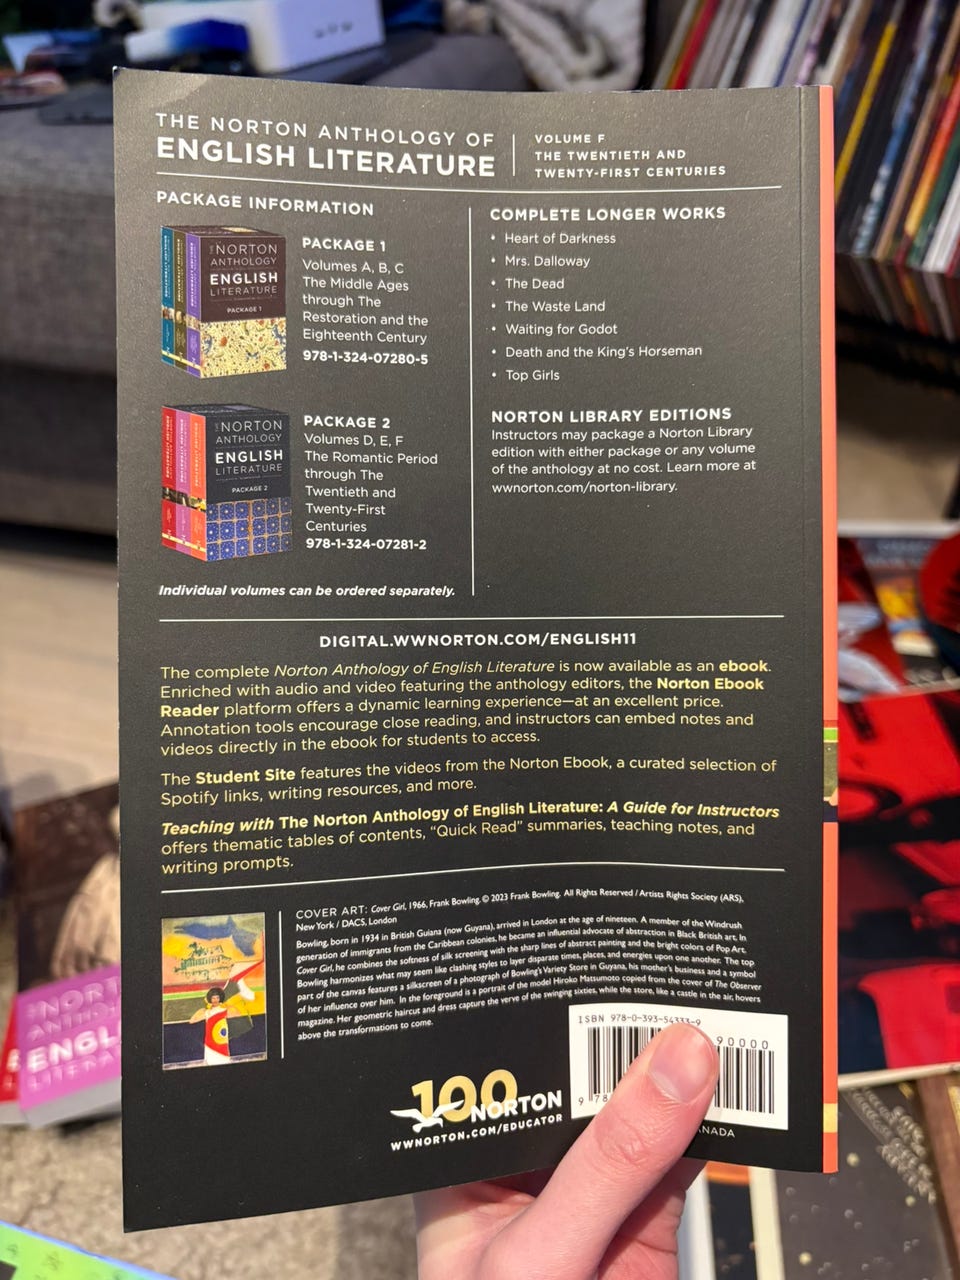 THE NORTON ANTHOLOGY OF
ENGLISH LITERATURE
VOLUME F
THE TWENTIETH AND
TWENTY-FIRST CENTURIES
PACKAGE INFORMATION
NORTON
ANTHOLOGY
ENGLISH
LITERATURE
PACKAGE 1
PACKAGE 1
Volumes A, B, C
The Middle Ages
through The
Restoration and the
Eighteenth Century
978-1-324-07280-5
NORTON
ANTHOLOGY
ENGLISH
LITERATURE
PACKAGE 2
PACKAGE 2
Volumes D, E, F
The Romantic Period
through The
Twentieth and
Twenty-First
Centuries
978-1-324-07281-2
Individual volumes can be ordered separately.
COMPLETE LONGER WORKS
• Heart of Darkness
• Mrs. Dalloway
• The Dead
• The Waste Land
• Waiting for Godot
• Death and the King's Horseman
• Top Girls
NORTON LIBRARY EDITIONS
Instructors may package a Norton Library
edition with either package or any volume
of the anthology at no cost. Learn more at
wwnorton.com/norton-library.
DIGITAL.WWNORTON.COM/ENGLISH11
The complete Norton Anthology of English Literature is now available as an ebook.
Enriched with audio and video featuring the anthology editors, the Norton Ebook
Reader platform offers a dynamic learning experience—at an excellent price.
Annotation tools encourage close reading, and instructors can embed notes and
videos directly in the ebook for students to access.
The Student Site features the videos from the Norton Ebook, a curated selection of
Spotify links, writing resources, and more.
Teaching with The Norton Anthology of English Literature: A Guide for Instructors
offers thematic tables of contents, "Quick Read" summaries, teaching notes, and
writing prompts.
COVER ART: Cover Girl, 1966, Frank Bowling. © 2023 Frank Bowling. All Rights Reserved / Artists Rights Society (ARS),
New York / DACS, London
Bowling, born in 1934 in British Guiana (now Guyana), arrived in London at the age of nineteen. A member of the Windrush
generation of immigrants from the Caribbean colonies, he became an influential advocate of abstraction in Black British art. In
Cover Girl, he combines the softness of silk screening with the sharp lines of abstract painting and the bright colors of Pop Art.
Bowling harmonizes what may seem like clashing styles to layer disparate times, places, and energies upon one another. The top
part of the canvas features a silkscreen of a photograph of Bowling's Variety Store in Guyana, his mother's business and a symbol
of her influence over him. In the foreground is a portrait of the model Hiroko Matsumoto copied from the cover of The Observer
magazine. Her geometric haircut and dress capture the verve of the swinging sixties, while the store, like a castle in the air, hovers
above the transformations to come.
ISBN 978-0-393-54333-9
90000
9 78
100 NORTON
WWNORTON.COM/EDUCATOR
NADA
NORT
ANTHO
ENGL
LITERA